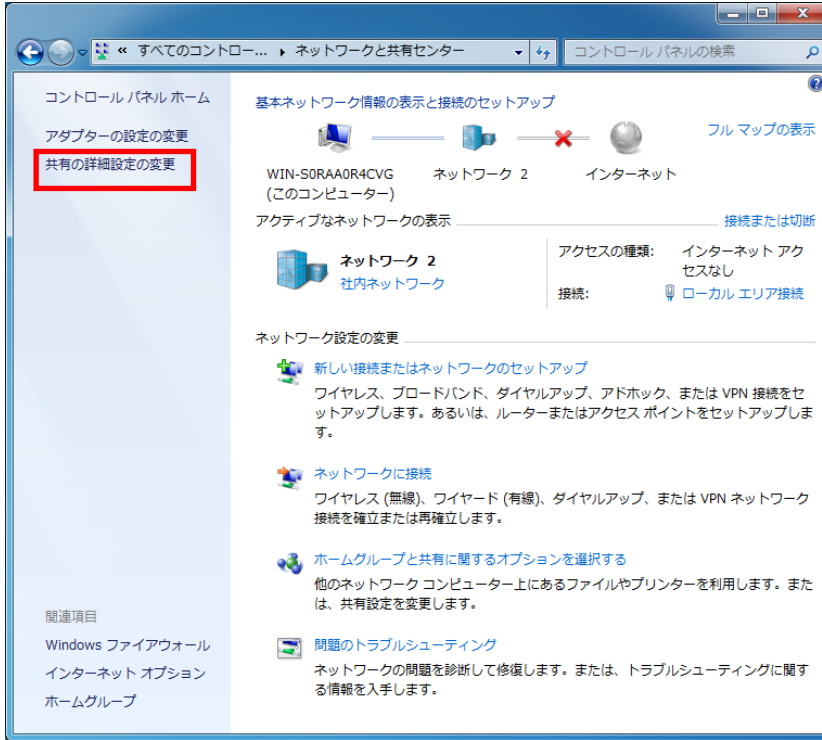 « すべてのコントロー... ▸ ネットワークと共有センター
コントロール パネルの検索
コントロール パネル ホーム
アダプターの設定の変更
共有の詳細設定の変更
基本ネットワーク情報の表示と接続のセットアップ
フル マップの表示
WIN-S0RAA0R4CVG
(このコンピューター)
ネットワーク 2
インターネット
アクティブなネットワークの表示
接続または切断
ネットワーク 2
社内ネットワーク
アクセスの種類: インターネット アク
セスなし
接続: ローカル エリア接続
ネットワーク設定の変更
新しい接続またはネットワークのセットアップ
ワイヤレス、ブロードバンド、ダイヤルアップ、アドホック、または VPN 接続をセ
ットアップします。あるいは、ルーターまたはアクセス ポイントをセットアップしま
す。
ネットワークに接続
ワイヤレス (無線)、ワイヤード (有線)、ダイヤルアップ、または VPN ネットワーク
接続を確立または再確立します。
ホームグループと共有に関するオプションを選択する
他のネットワーク コンピューター上にあるファイルやプリンターを利用します。また
は、共有設定を変更します。
問題のトラブルシューティング
ネットワークの問題を診断して修復します。または、トラブルシューティングに関す
る情報を入手します。
関連項目
Windows ファイアウォール
インターネット オプション
ホームグループ